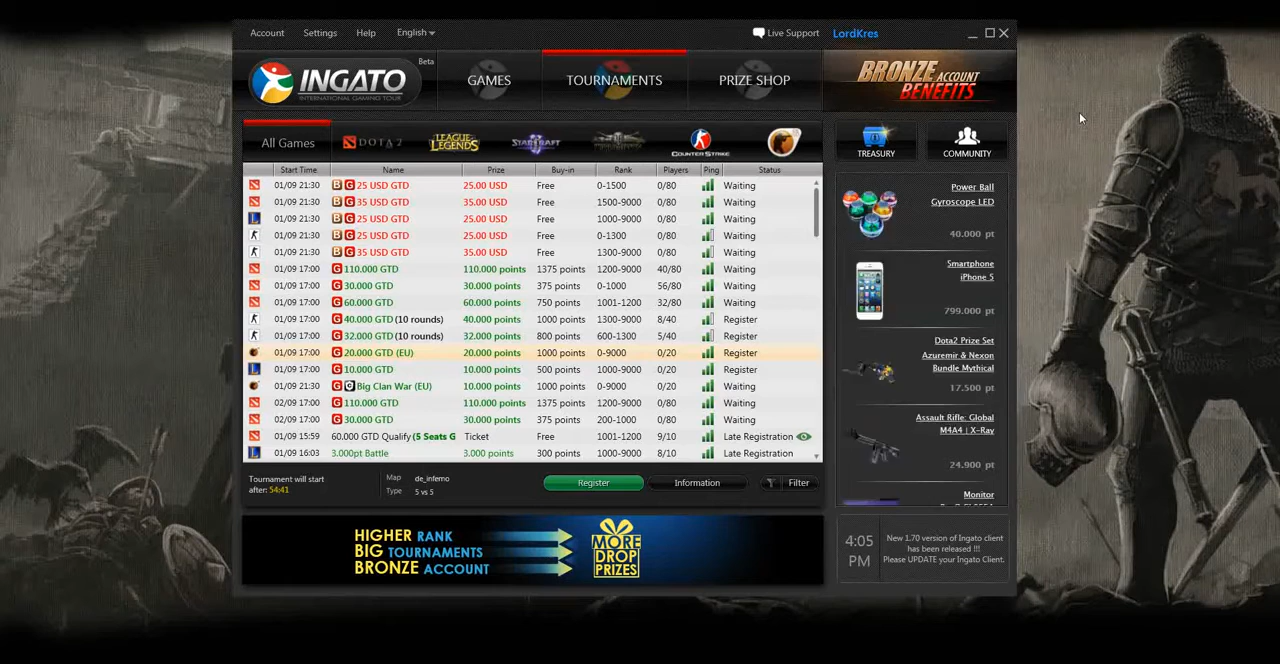 Account Settings Help English Live Support LordKres
INGATO Beta
INTERNATIONAL GAMING TOUR
GAMES TOURNAMENTS PRIZE SHOP
BRONZE ACCOUNT
BENEFITS
All Games DOTA 2 LEAGUE OF LEGENDS STARCRAFT COUNTER STRIKE
TREASURY COMMUNITY
Start Time: Name Prize Buy-in Rank Players Ping Status
01/09 21:30 B G 25 USD GTD 25.00 USD Free 0-1500 0/80 Waiting
01/09 21:30 B G 35 USD GTD 35.00 USD Free 1500-9000 0/80 Waiting
01/09 21:30 B G 25 USD GTD 25.00 USD Free 1000-9000 0/80 Waiting
01/09 21:30 B G 25 USD GTD 25.00 USD Free 0-1300 0/80 Waiting
01/09 21:30 B G 35 USD GTD 35.00 USD Free 1300-9000 0/80 Waiting
01/09 17:00 G 110.000 GTD 110.000 points 1375 points 1200-9000 40/80 Waiting
01/09 17:00 G 30.000 GTD 30.000 points 375 points 0-1000 56/80 Waiting
01/09 17:00 G 60.000 GTD 60.000 points 750 points 1001-1200 32/80 Waiting
01/09 17:00 G 40.000 GTD (10 rounds) 40.000 points 1000 points 1300-9000 8/40 Register
01/09 17:00 G 32.000 GTD (10 rounds) 32.000 points 800 points 600-1300 5/40 Register
01/09 17:00 G 20.000 GTD (EU) 20.000 points 1000 points 0-9000 0/20 Register
01/09 17:00 G 10.000 GTD 10.000 points 500 points 1000-9000 0/20 Register
01/09 21:30 G Big Clan War (EU) 10.000 points 1000 points 0-9000 0/20 Waiting
02/09 17:00 G 110.000 GTD 110.000 points 1375 points 1200-9000 0/80 Waiting
02/09 17:00 G 30.000 GTD 30.000 points 375 points 200-1000 0/80 Waiting
01/09 15:59 60.000 GTD Qualify (5 Seats G Ticket Free 1001-1200 9/10 Late Registration
01/09 16:03 3.000pt Battle 3.000 points 300 points 1000-9000 8/10 Late Registration
Power Ball
Gyroscope LED
40.000 pt
Smartphone
iPhone 5
799.000 pt
Dota2 Prize Set
Azuremir & Nexon
Bundle Mythical
17.500 pt
Assault Rifle: Global
M4A4 | X-Ray
24.900 pt
Monitor
Tournament will start
after: 54:41
Map de_inferno
Type 5 vs 5
Register Information Filter
HIGHER RANK
BIG TOURNAMENTS
BRONZE ACCOUNT
MORE
DROP
PRIZES
4:05
PM
New 1.70 version of Ingato client
has been released !!!
Please UPDATE your Ingato Client.